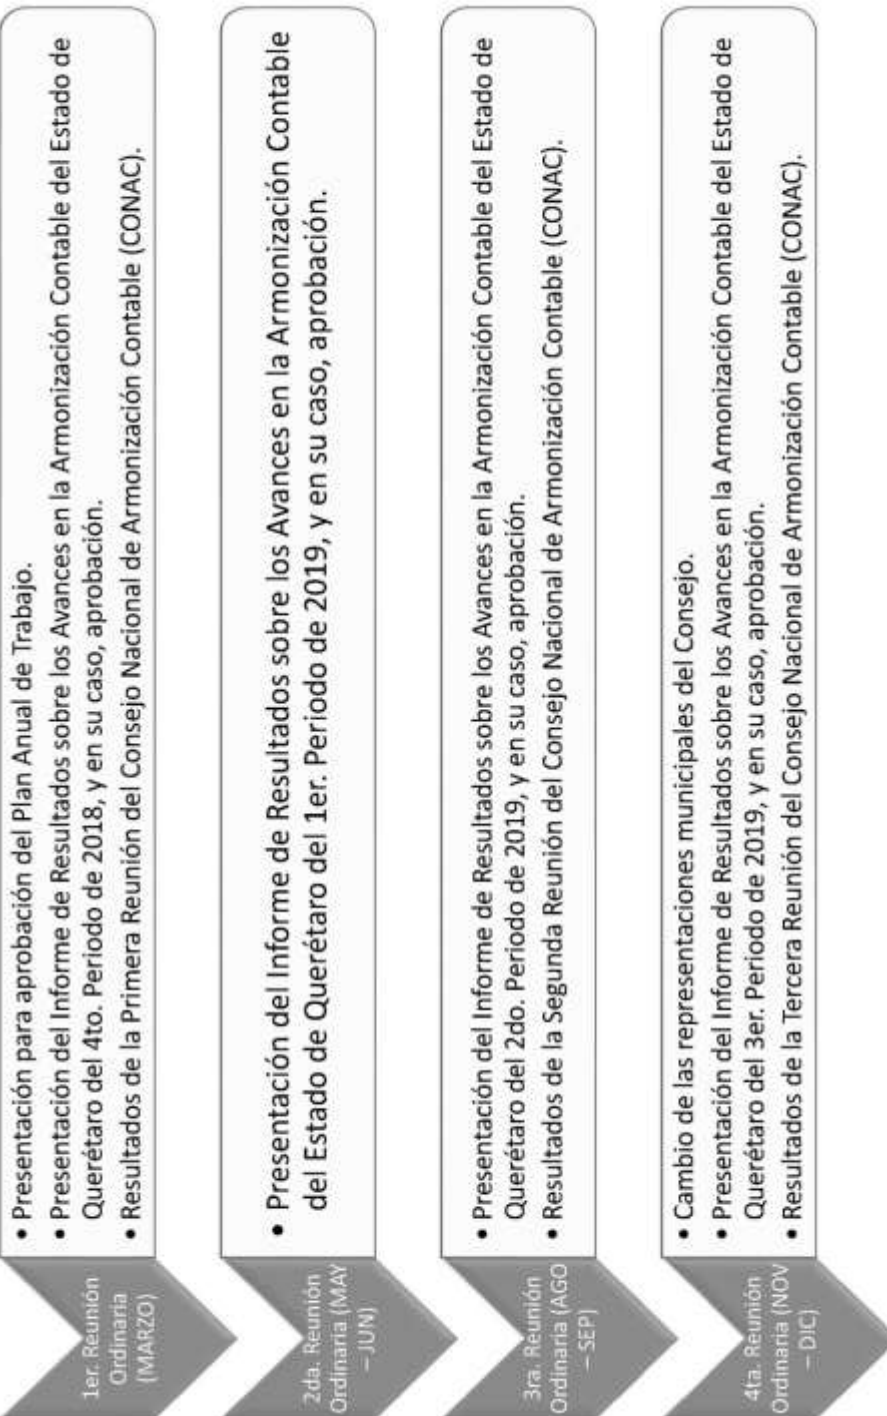 1er. Reunión
Ordinaria
(MARZO)
• Presentación para aprobación del Plan Anual de Trabajo.
• Presentación del Informe de Resultados sobre los Avances en la Armonización Contable del Estado de
Querétaro del 4to. Periodo de 2018, y en su caso, aprobación.
• Resultados de la Primera Reunión del Consejo Nacional de Armonización Contable (CONAC).
2da. Reunión
Ordinaria (MAY
– JUN)
• Presentación del Informe de Resultados sobre los Avances en la Armonización Contable
del Estado de Querétaro del 1er. Periodo de 2019, y en su caso, aprobación.
3ra. Reunión
Ordinaria (AGO
– SEP)
• Presentación del Informe de Resultados sobre los Avances en la Armonización Contable del Estado de
Querétaro del 2do. Periodo de 2019, y en su caso, aprobación.
• Resultados de la Segunda Reunión del Consejo Nacional de Armonización Contable (CONAC).
4ta. Reunión
Ordinaria (NOV
– DIC)
• Cambio de las representaciones municipales del Consejo.
• Presentación del Informe de Resultados sobre los Avances en la Armonización Contable del Estado de
Querétaro del 3er. Periodo de 2019, y en su caso, aprobación.
• Resultados de la Tercera Reunión del Consejo Nacional de Armonización Contable (CONAC).